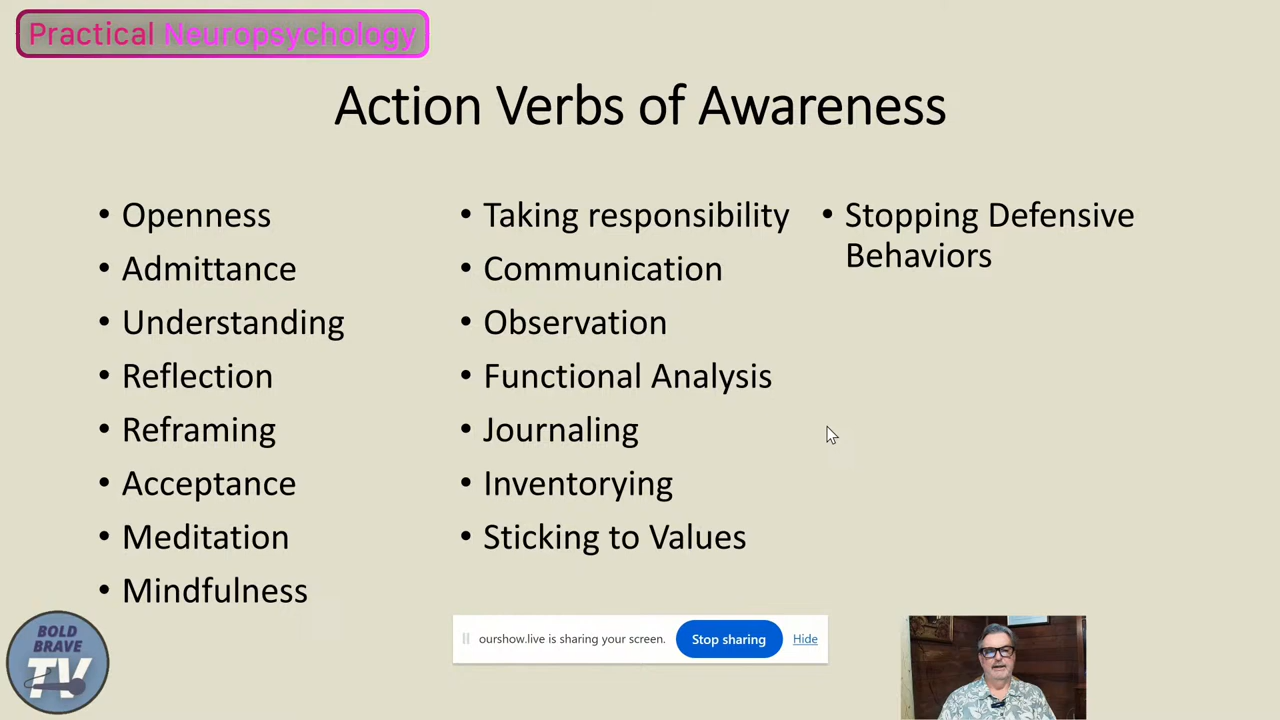 Practical Neuropsychology
Action Verbs of Awareness
• Openness
• Admittance
• Understanding
• Reflection
• Reframing
• Acceptance
• Meditation
• Mindfulness
• Taking responsibility
• Communication
• Observation
• Functional Analysis
• Journaling
• Inventorying
• Sticking to Values
• Stopping Defensive
Behaviors
BOLD
BRAVE
TV
ourshow.live is sharing your screen.
Stop sharing
Hide